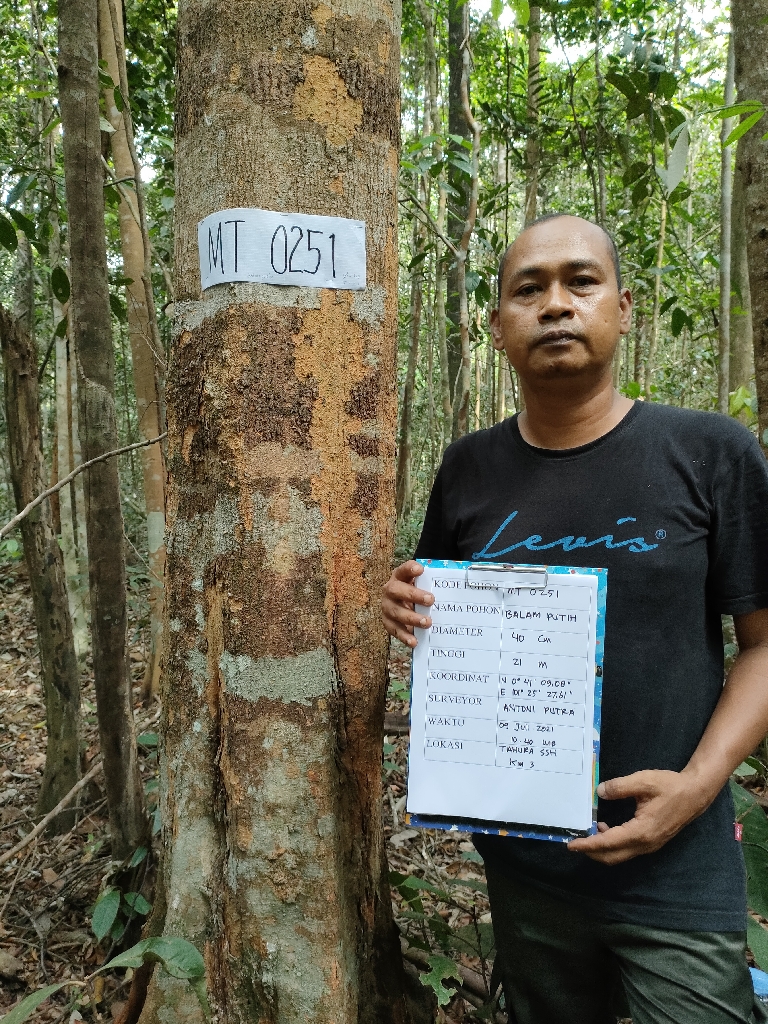 MT 0251
Levi's®
KODE POHON MT 0251
NAMA POHON BALAM PUTIH
DIAMETER 40 Cm
TINGGI 21 M
KOORDINAT N 0° 41' 09.08"
E 101° 25' 27.61"
SURVEYOR ANTONI PUTRA
WAKTU 09 JULI 2021
10.40 WIB
LOKASI TAHURA SSH
KM 3